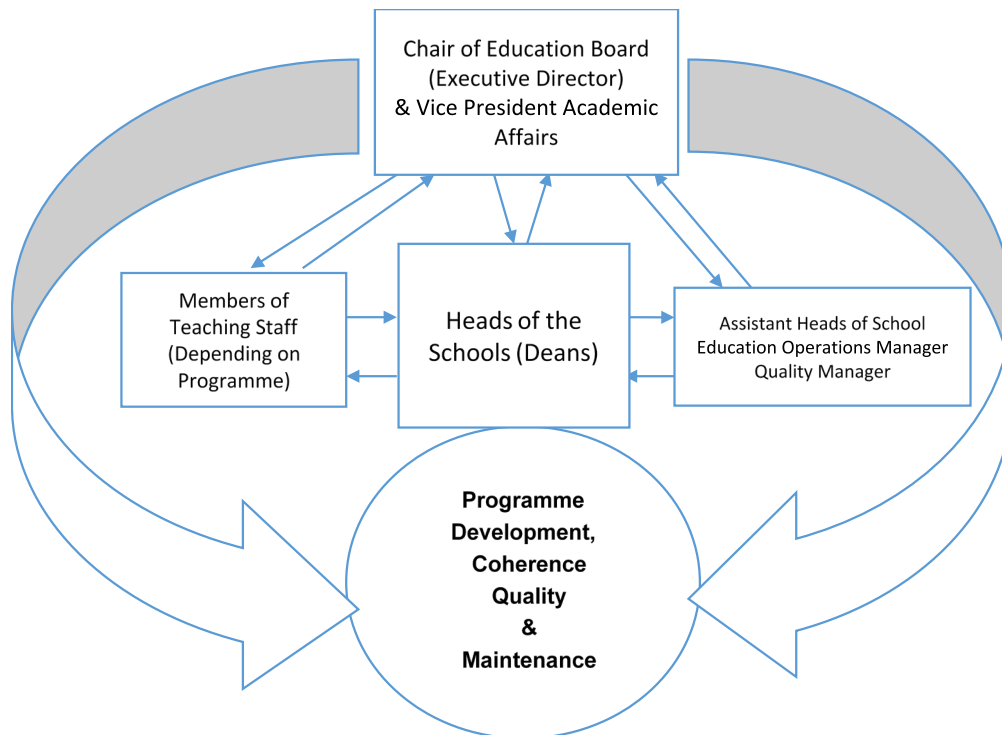 Chair of Education Board
(Executive Director)
& Vice President Academic
Affairs
Members of
Teaching Staff
(Depending on
Programme)
Heads of the
Schools (Deans)
Assistant Heads of School
Education Operations Manager
Quality Manager
Programme
Development,
Coherence
Quality
&
Maintenance